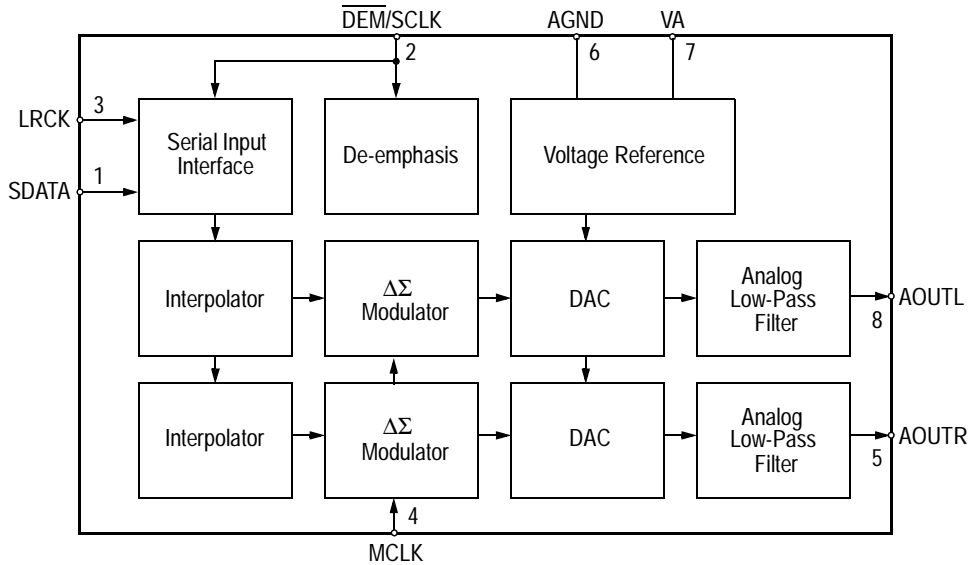 DEM/SCLK
AGND
VA
2
6
7
LRCK
3
SDATA
1
Serial Input
Interface
De-emphasis
Voltage Reference
Interpolator
ΔΣ
Modulator
DAC
Analog
Low-Pass
Filter
AOUTL
8
Interpolator
ΔΣ
Modulator
DAC
Analog
Low-Pass
Filter
AOUTR
5
4
MCLK